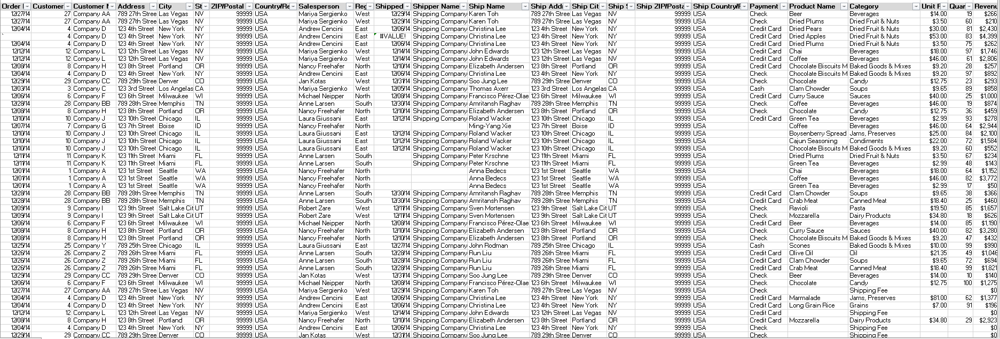 Order Customer Customer N Address City St ZIP/Postal Country/Re Salesperson Reg Shipped Shipper Name Ship Name Ship Addr Ship Cit Ship S Ship ZIP/Posta Ship Country/R Payment Product Name Category Unit P Quan Revenu
12/27/14 27 Company AA 789 27th Stree Las Vegas NV 99999 USA Mariya Sergienko West 12/29/14 Shipping Company Karen Toh 789 27th Stree Las Vegas NV 99999 USA Check Beer Beverages $14.00 19 $266
12/27/14 27 Company AA 789 27th Stree Las Vegas NV 99999 USA Mariya Sergienko West 12/29/14 Shipping Company Karen Toh 789 27th Stree Las Vegas NV 99999 USA Check Dried Plums Dried Fruit & Nuts $3.50 60 $210
12/04/14 4 Company D 123 4th Street New York NY 99999 USA Andrew Cencini East 12/06/14 Shipping Company Christina Lee 123 4th Street New York NY 99999 USA Credit Card Dried Pears Dried Fruit & Nuts $30.00 81 $2,430
` 4 Company D 123 4th Street New York NY 99999 USA Andrew Cencini East #VALUE! Shipping Company Christina Lee 123 4th Street New York NY 99999 USA Credit Card Dried Apples Dried Fruit & Nuts $53.00 83 $4,399
12/04/14 4 Company D 123 4th Street New York NY 99999 USA Andrew Cencini East 12/06/14 Shipping Company Christina Lee 123 4th Street New York NY 99999 USA Credit Card Dried Plums Dried Fruit & Nuts $3.50 75 $262
12/12/14 12 Company L 123 12th Street Las Vegas NV 99999 USA Mariya Sergienko West 12/14/14 Shipping Company John Edwards 123 12th Street Las Vegas NV 99999 USA Credit Card Chai Beverages $18.00 97 $1,746
12/12/14 12 Company L 123 12th Street Las Vegas NV 99999 USA Mariya Sergienko West 12/14/14 Shipping Company John Edwards 123 12th Street Las Vegas NV 99999 USA Credit Card Coffee Beverages $46.00 61 $2,806
12/08/14 8 Company H 123 8th Street Portland OR 99999 USA Nancy Freehafer North 12/10/14 Shipping Company Elizabeth Andersen 123 8th Street Portland OR 99999 USA Credit Card Chocolate Biscuits M Baked Goods & Mixes $9.20 28 $257
12/04/14 4 Company D 123 4th Street New York NY 99999 USA Andrew Cencini East 12/06/14 Shipping Company Christina Lee 123 4th Street New York NY 99999 USA Check Chocolate Biscuits M Baked Goods & Mixes $9.20 97 $892
12/29/14 29 Company CC 789 29th Stree Denver CO 99999 USA Jan Kotas West 12/31/14 Shipping Company Soo Jung Lee 789 29th Stree Denver CO 99999 USA Check Chocolate Candy $12.75 23 $293
12/03/14 3 Company C 123 3rd Street Los Angelas CA 99999 USA Mariya Sergienko West 12/05/14 Shipping Company Thomas Axerr 123 3rd Street Los Angelas CA 99999 USA Cash Clam Chowder Soups $9.65 89 $858
12/06/14 6 Company F 123 6th Street Milwaukee WI 99999 USA Michael Neipper North 12/08/14 Shipping Company Francisco Pérez-Olae 123 6th Street Milwaukee WI 99999 USA Credit Card Curry Sauce Sauces $40.00 25 $1,000
12/28/14 28 Company BB 789 28th Street Memphis TN 99999 USA Anne Larsen South 12/30/14 Shipping Company Amritansh Raghav 789 28th Street Memphis TN 99999 USA Check Coffee Beverages $46.00 19 $874
12/08/14 8 Company H 123 8th Street Portland OR 99999 USA Nancy Freehafer North 12/10/14 Shipping Company Elizabeth Andersen 123 8th Street Portland OR 99999 USA Check Chocolate Candy $12.75 36 $459
12/10/14 10 Company J 123 10th Street Chicago IL 99999 USA Laura Giussani East 12/12/14 Shipping Company Roland Wacker 123 10th Street Chicago IL 99999 USA Credit Card Green Tea Beverages $2.99 93 $278
12/07/14 7 Company G 123 7th Street Boise ID 99999 USA Nancy Freehafer North Ming-Yang Xie 123 7th Street Boise ID 99999 USA Coffee Beverages $46.00 64 $2,944
12/10/14 10 Company J 123 10th Street Chicago IL 99999 USA Laura Giussani East 12/12/14 Shipping Company Roland Wacker 123 10th Street Chicago IL 99999 USA Boysenberry Spread Jams, Preserves $25.00 84 $2,100
12/10/14 10 Company J 123 10th Street Chicago IL 99999 USA Laura Giussani East 12/12/14 Shipping Company Roland Wacker 123 10th Street Chicago IL 99999 USA Cajun Seasoning Condiments $22.00 72 $1,584
12/10/14 10 Company J 123 10th Street Chicago IL 99999 USA Laura Giussani East 12/12/14 Shipping Company Roland Wacker 123 10th Street Chicago IL 99999 USA Chocolate Biscuits M Baked Goods & Mixes $9.20 60 $552
12/11/14 11 Company K 123 11th Street Miami FL 99999 USA Anne Larsen South Shipping Company Peter Krschne 123 11th Street Miami FL 99999 USA Dried Plums Dried Fruit & Nuts $3.50 67 $234
12/11/14 11 Company K 123 11th Street Miami FL 99999 USA Anne Larsen South Shipping Company Peter Krschne 123 11th Street Miami FL 99999 USA Green Tea Beverages $2.99 48 $143
12/01/14 1 Company A 123 1st Street Seattle WA 99999 USA Nancy Freehafer North Anna Bedecs 123 1st Street Seattle WA 99999 USA Chai Beverages $18.00 64 $1,152
12/01/14 1 Company A 123 1st Street Seattle WA 99999 USA Nancy Freehafer North Anna Bedecs 123 1st Street Seattle WA 99999 USA Coffee Beverages $46.00 82 $3,772
12/01/14 1 Company A 123 1st Street Seattle WA 99999 USA Nancy Freehafer North Anna Bedecs 123 1st Street Seattle WA 99999 USA Green Tea Beverages $2.99 17 $50
12/28/14 28 Company BB 789 28th Street Memphis TN 99999 USA Anne Larsen South 12/30/14 Shipping Company Amritansh Raghav 789 28th Street Memphis TN 99999 USA Credit Card Clam Chowder Soups $9.65 38 $366
12/28/14 28 Company BB 789 28th Street Memphis TN 99999 USA Anne Larsen South 12/30/14 Shipping Company Amritansh Raghav 789 28th Street Memphis TN 99999 USA Credit Card Crab Meat Canned Meat $18.40 25 $460
12/09/14 9 Company I 123 9th Street Salt Lake Cit UT 99999 USA Robert Zare West 12/11/14 Shipping Company Sven Mortensen 123 9th Street Salt Lake Cit UT 99999 USA Check Ravioli Pasta $19.50 85 $1,657
12/09/14 9 Company I 123 9th Street Salt Lake Cit UT 99999 USA Robert Zare West 12/11/14 Shipping Company Sven Mortensen 123 9th Street Salt Lake Cit UT 99999 USA Check Mozzarella Dairy Products $34.80 18 $626
12/06/14 6 Company F 123 6th Street Milwaukee WI 99999 USA Michael Neipper North 12/08/14 Shipping Company Francisco Pérez-Olae 123 6th Street Milwaukee WI 99999 USA Credit Card Beer Beverages $14.00 85 $1,190
12/08/14 8 Company H 123 8th Street Portland OR 99999 USA Nancy Freehafer North 12/10/14 Shipping Company Elizabeth Andersen 123 8th Street Portland OR 99999 USA Check Curry Sauce Sauces $40.00 82 $3,280
12/08/14 8 Company H 123 8th Street Portland OR 99999 USA Nancy Freehafer North 12/10/14 Shipping Company Elizabeth Andersen 123 8th Street Portland OR 99999 USA Check Chocolate Biscuits M Baked Goods & Mixes $9.20 47 $432
12/25/14 25 Company Y 789 25th Street Chicago IL 99999 USA Laura Giussani East 12/27/14 Shipping Company John Rodman 789 25th Street Chicago IL 99999 USA Cash Scones Baked Goods & Mixes $10.00 99 $990
12/26/14 26 Company Z 789 26th Street Miami FL 99999 USA Anne Larsen South 12/28/14 Shipping Company Run Liu 789 26th Street Miami FL 99999 USA Credit Card Olive Oil Oil $21.35 49 $1,046
12/26/14 26 Company Z 789 26th Street Miami FL 99999 USA Anne Larsen South 12/28/14 Shipping Company Run Liu 789 26th Street Miami FL 99999 USA Credit Card Clam Chowder Soups $9.65 72 $694
12/26/14 26 Company Z 789 26th Street Miami FL 99999 USA Anne Larsen South 12/28/14 Shipping Company Run Liu 789 26th Street Miami FL 99999 USA Credit Card Crab Meat Canned Meat $18.40 99 $1,821
12/29/14 29 Company CC 789 29th Stree Denver CO 99999 USA Jan Kotas West 12/31/14 Shipping Company Soo Jung Lee 789 29th Stree Denver CO 99999 USA Check Beer Beverages $14.00 10 $140
12/06/14 6 Company F 123 6th Street Milwaukee WI 99999 USA Michael Neipper North 12/08/14 Shipping Company Francisco Pérez-Olae 123 6th Street Milwaukee WI 99999 USA Check Chocolate Candy $12.75 100 $1,275
12/27/14 27 Company AA 789 27th Stree Las Vegas NV 99999 USA Mariya Sergienko West 12/29/14 Shipping Company Karen Toh 789 27th Stree Las Vegas NV 99999 USA Check Shipping Fee $0
12/04/14 4 Company D 123 4th Street New York NY 99999 USA Andrew Cencini East 12/06/14 Shipping Company Christina Lee 123 4th Street New York NY 99999 USA Credit Card Marmalade Jams, Preserves $81.00 62 $1,377
12/04/14 4 Company D 123 4th Street New York NY 99999 USA Andrew Cencini East 12/06/14 Shipping Company Christina Lee 123 4th Street New York NY 99999 USA Credit Card Long Grain Rice Grains $7.00 91 $196
12/12/14 12 Company L 123 12th Street Las Vegas NV 99999 USA Mariya Sergienko West 12/14/14 Shipping Company John Edwards 123 12th Street Las Vegas NV 99999 USA Credit Card Shipping Fee $0
12/08/14 8 Company H 123 8th Street Portland OR 99999 USA Nancy Freehafer North 12/10/14 Shipping Company Elizabeth Andersen 123 8th Street Portland OR 99999 USA Credit Card Mozzarella Dairy Products $34.80 29 $2,923
12/04/14 4 Company D 123 4th Street New York NY 99999 USA Andrew Cencini East 12/06/14 Shipping Company Christina Lee 123 4th Street New York NY 99999 USA Check Shipping Fee $0
12/29/14 29 Company CC 789 29th Stree Denver CO 99999 USA Jan Kotas West 12/31/14 Shipping Company Soo Jung Lee 789 29th Stree Denver CO 99999 USA Check Shipping Fee $0